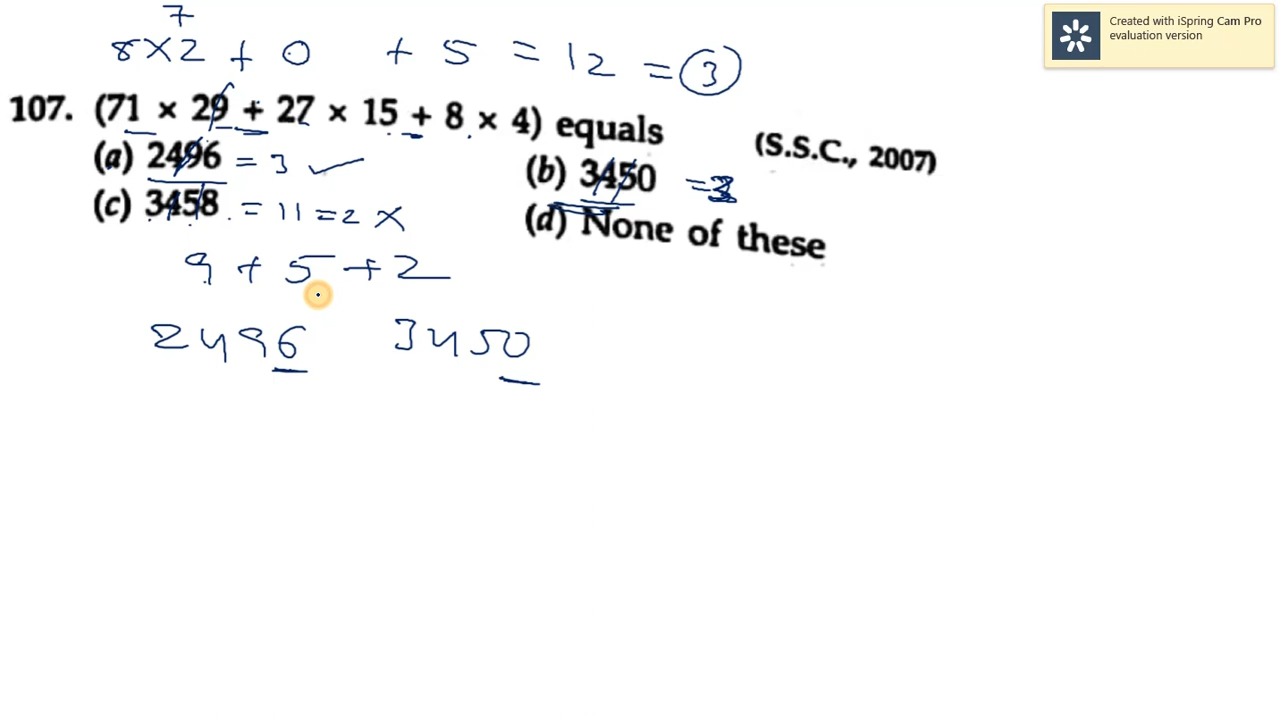 Created with iSpring Cam Pro
evaluation version
7
8×2 + 0 + 5 = 12 = 3
107. (71 × 29 + 27 × 15 + 8 × 4) equals
(S.S.C., 2007)
(a) 2496 = 3 ✓
(b) 3450 = 3
(c) 3458 = 11 = 2 ×
(d) None of these
9 + 5 + 2
2496 3450